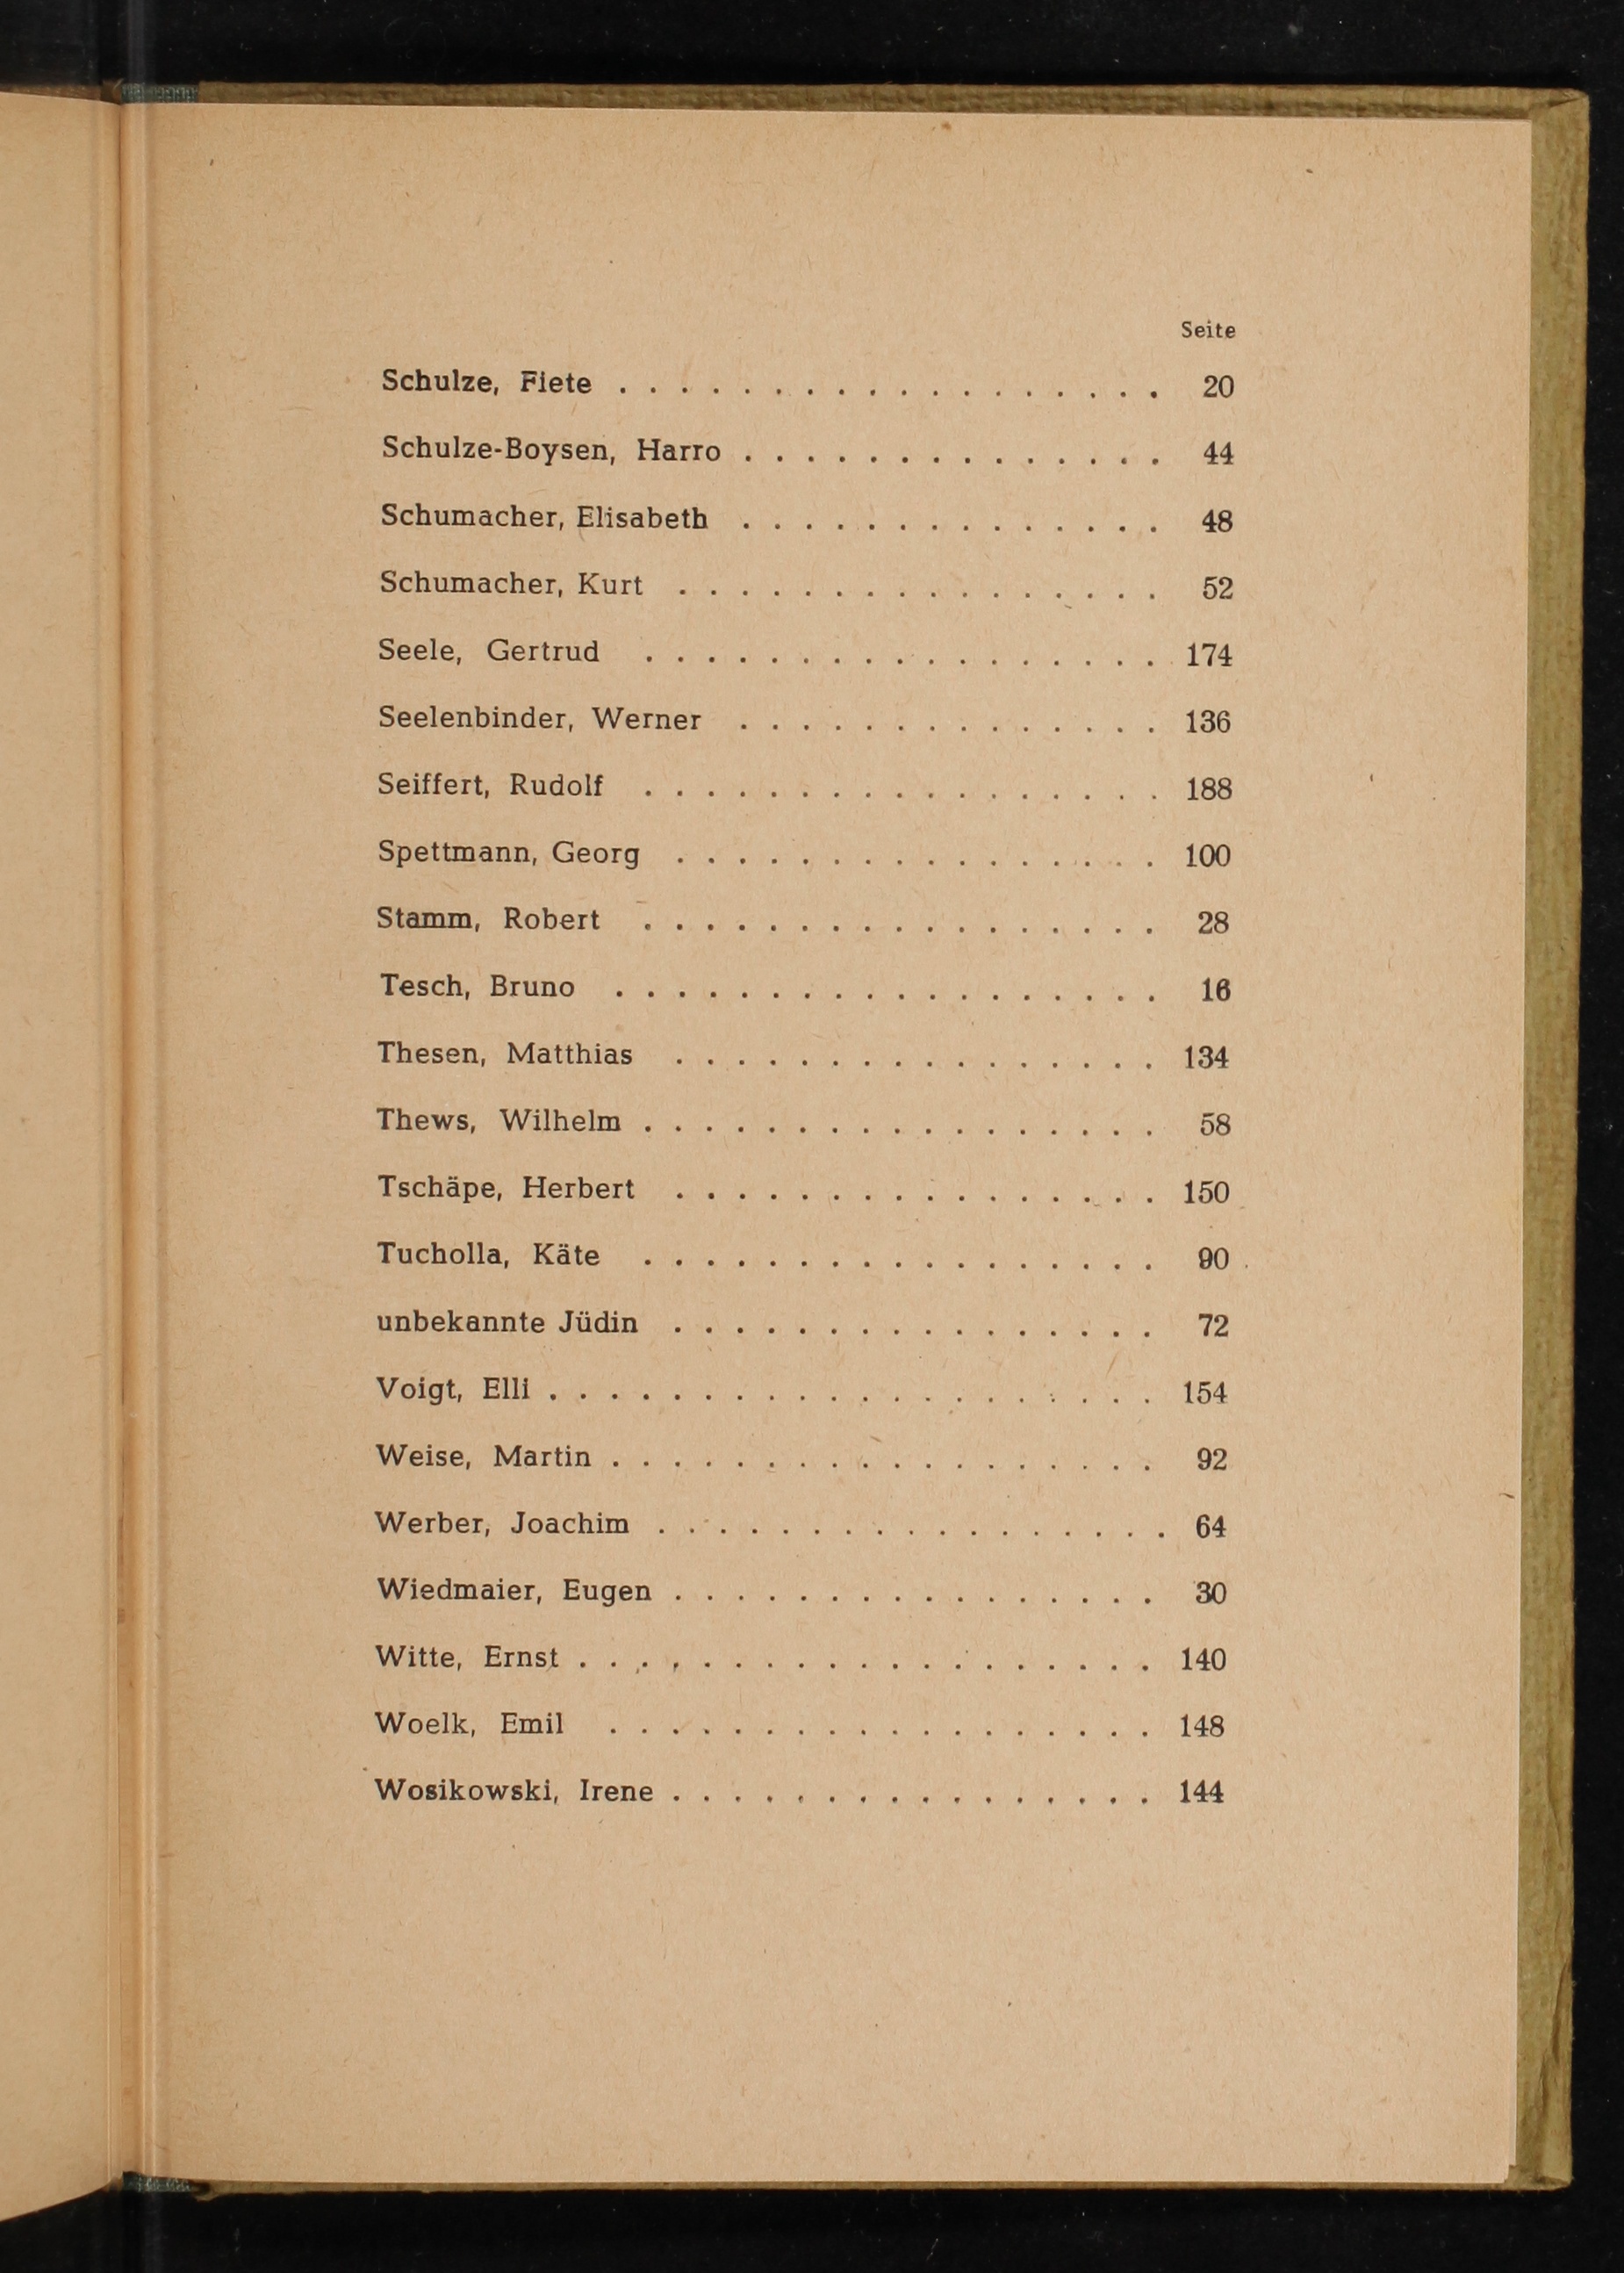 Seite
Schulze, Fiete . . . . . . . . . . . . . . . . . . 20
Schulze-Boysen, Harro . . . . . . . . . . . . . . 44
Schumacher, Elisabeth . . . . . . . . . . . . . . 48
Schumacher, Kurt . . . . . . . . . . . . . . . . 52
Seele, Gertrud . . . . . . . . . . . . . . . . . 174
Seelenbinder, Werner . . . . . . . . . . . . . . 136
Seiffert, Rudolf . . . . . . . . . . . . . . . . . 188
Spettmann, Georg . . . . . . . . . . . . . . . . 100
Stamm, Robert . . . . . . . . . . . . . . . . . 28
Tesch, Bruno . . . . . . . . . . . . . . . . . . 16
Thesen, Matthias . . . . . . . . . . . . . . . . 134
Thews, Wilhelm . . . . . . . . . . . . . . . . . 58
Tschäpe, Herbert . . . . . . . . . . . . . . . . 150
Tucholla, Käte . . . . . . . . . . . . . . . . . 90
unbekannte Jüdin . . . . . . . . . . . . . . . . 72
Voigt, Elli . . . . . . . . . . . . . . . . . . . . 154
Weise, Martin . . . . . . . . . . . . . . . . . . 92
Werber, Joachim . . . . . . . . . . . . . . . . . 64
Wiedmaier, Eugen . . . . . . . . . . . . . . . . 30
Witte, Ernst . . . . . . . . . . . . . . . . . . . 140
Woelk, Emil . . . . . . . . . . . . . . . . . . 148
Wosikowski, Irene . . . . . . . . . . . . . . . . 144